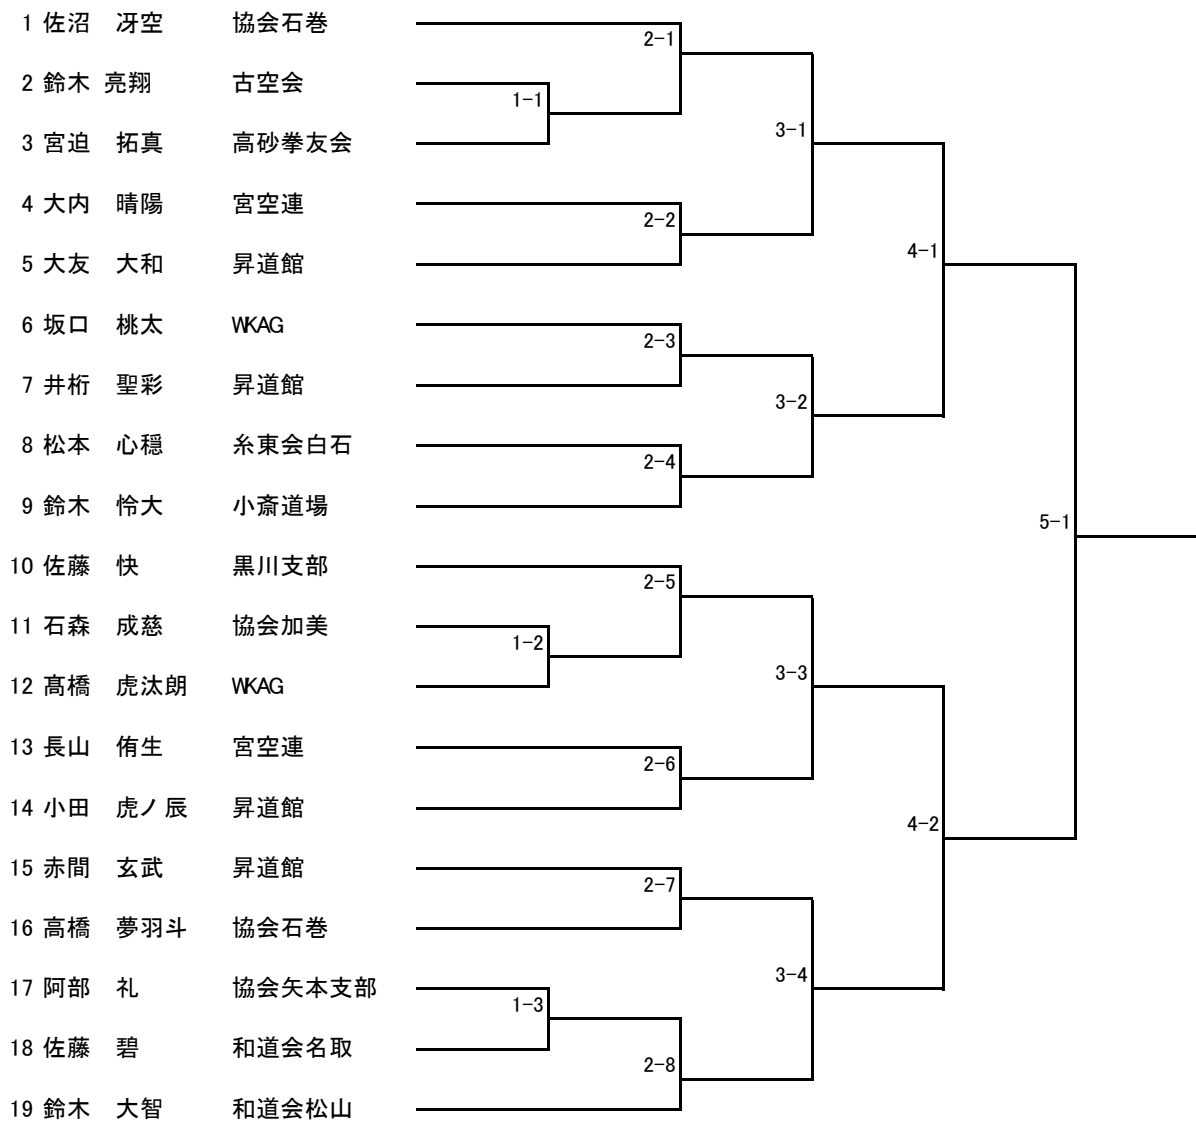 1 佐沼 冴空 協会石巻
2-1
2 鈴木 亮翔 古空会
1-1
3-1
3 宮迫 拓真 高砂拳友会
4 大内 晴陽 宮空連
2-2
4-1
5 大友 大和 昇道館
6 坂口 桃太 WKAG
2-3
7 井桁 聖彩 昇道館
3-2
8 松本 心穏 糸東会白石
2-4
9 鈴木 怜大 小斎道場
5-1
10 佐藤 快 黒川支部
2-5
11 石森 成慈 協会加美
1-2
3-3
12 髙橋 虎汰朗 WKAG
13 長山 侑生 宮空連
2-6
14 小田 虎ノ辰 昇道館
4-2
15 赤間 玄武 昇道館
2-7
16 高橋 夢羽斗 協会石巻
3-4
17 阿部 礼 協会矢本支部
1-3
18 佐藤 碧 和道会名取
2-8
19 鈴木 大智 和道会松山